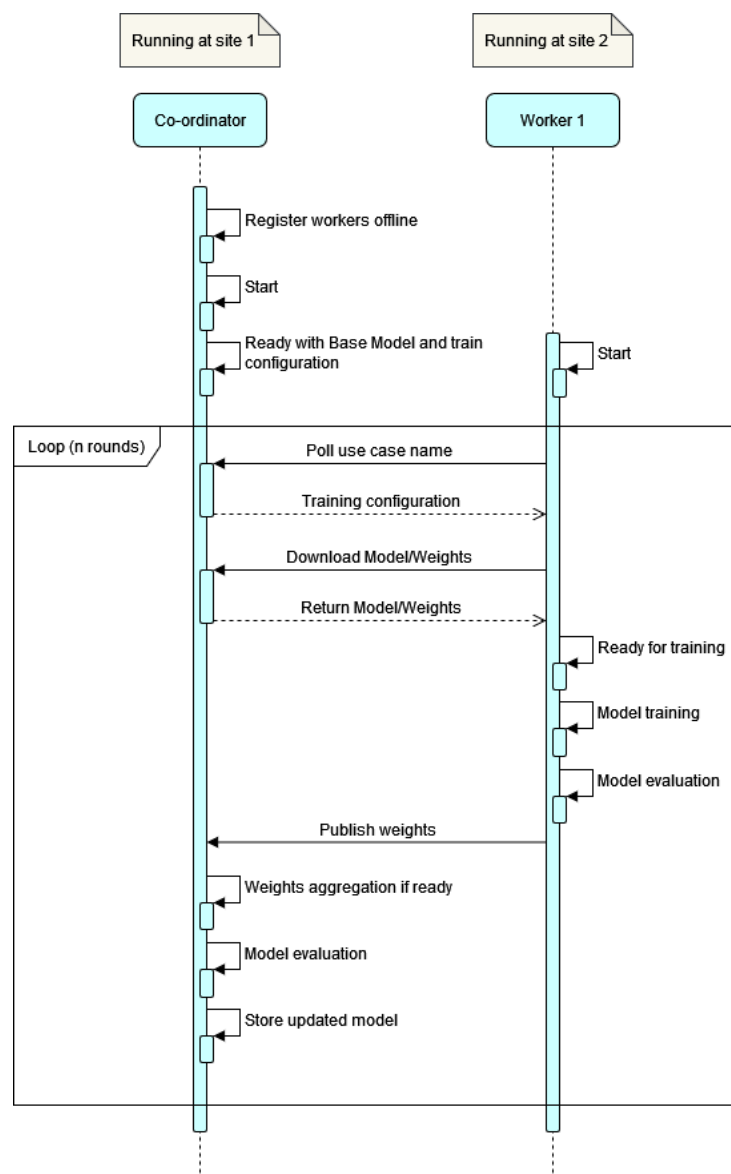 Running at site 1
Running at site 2
Co-ordinator
Worker 1
Register workers offline
Start
Ready with Base Model and train
configuration
Start
Loop (n rounds)
Poll use case name
Training configuration
Download Model/Weights
Return Model/Weights
Ready for training
Model training
Model evaluation
Publish weights
Weights aggregation if ready
Model evaluation
Store updated model